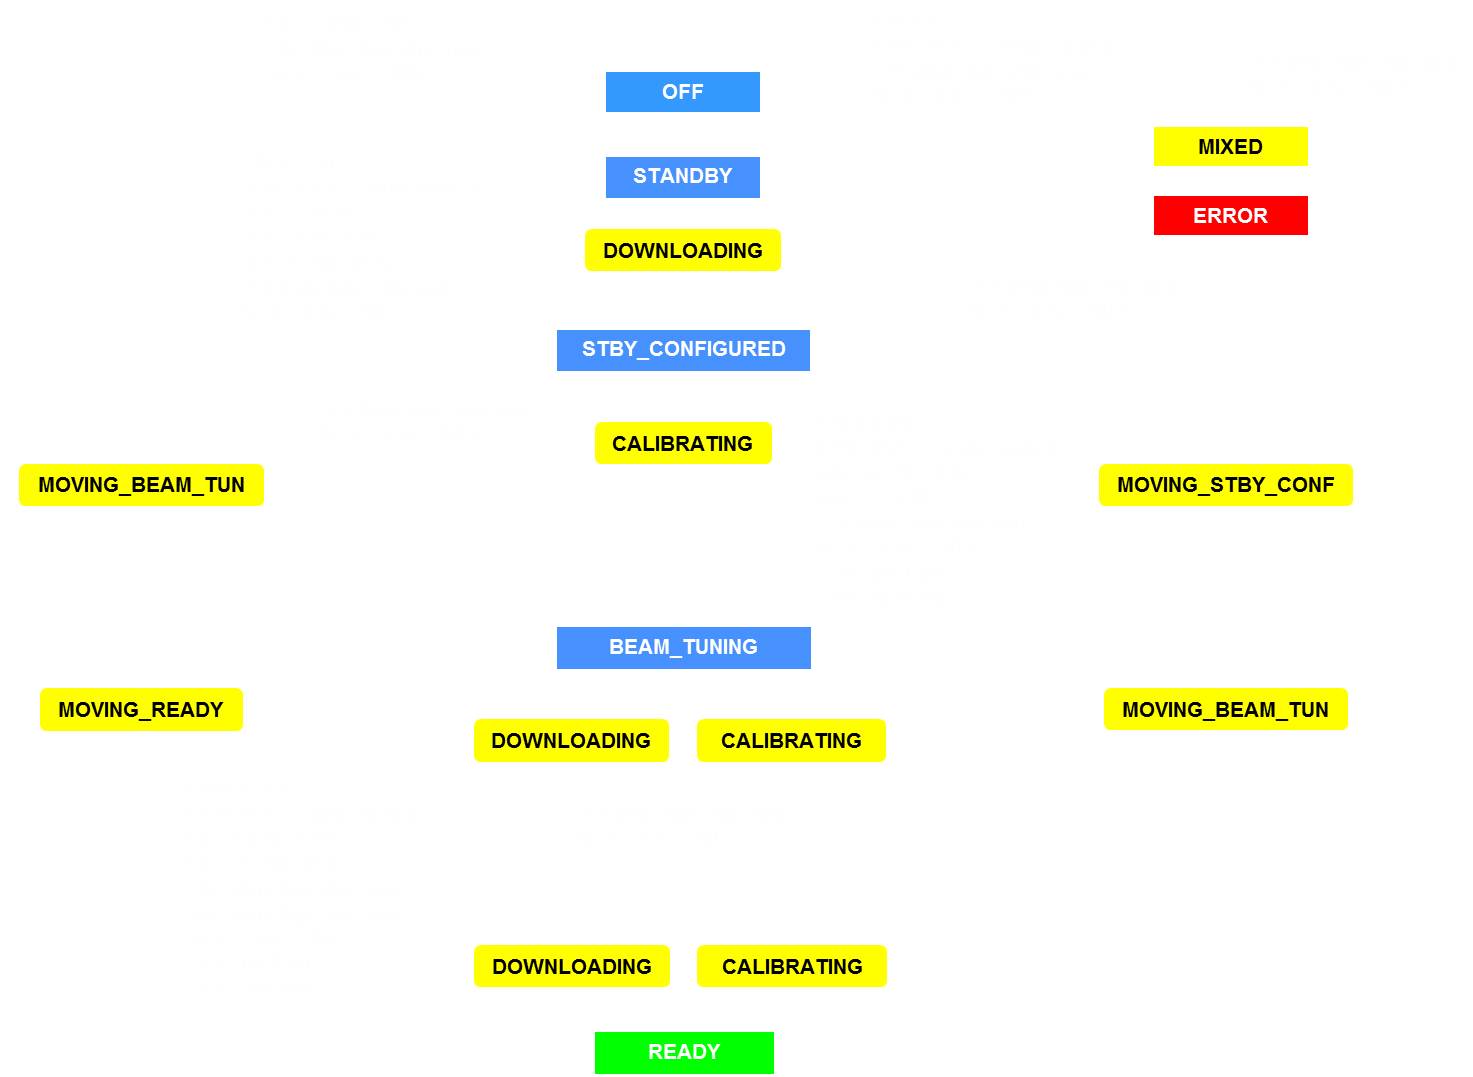 OFF
MIXED
STANDBY
ERROR
DOWNLOADING
STBY_CONFIGURED
CALIBRATING
MOVING_BEAM_TUN
MOVING_STBY_CONF
BEAM_TUNING
MOVING_READY
MOVING_BEAM_TUN
DOWNLOADING
CALIBRATING
DOWNLOADING
CALIBRATING
READY